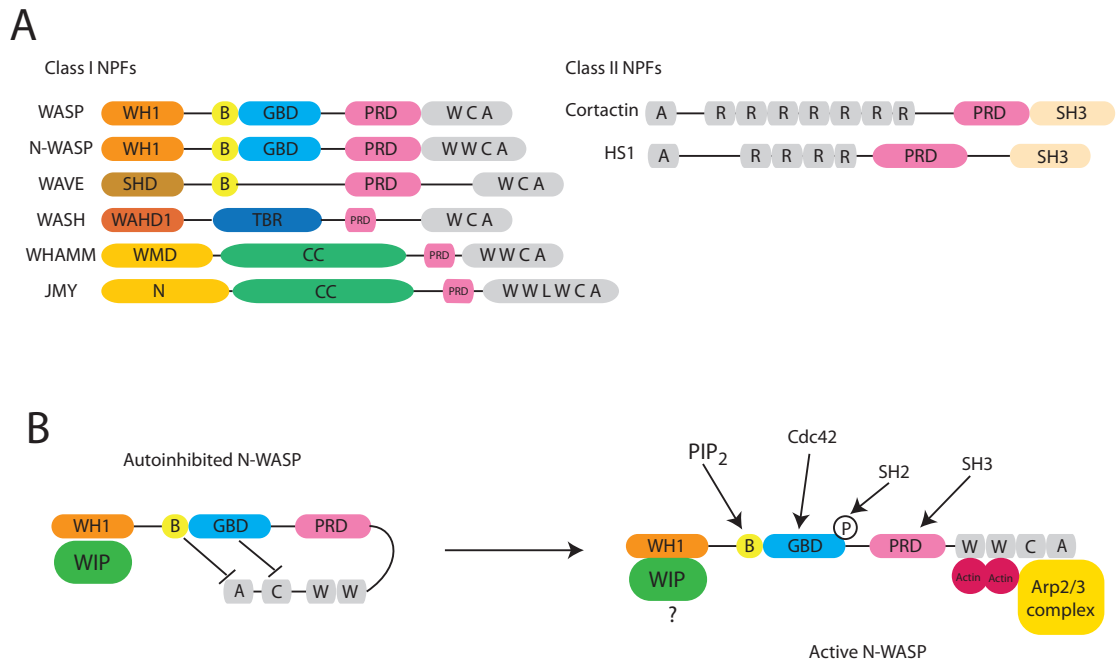 A
Class I NPFs
WASP WH1 B GBD PRD W C A
N-WASP WH1 B GBD PRD W W C A
WAVE SHD B PRD W C A
WASH WAHD1 TBR PRD W C A
WHAMM WMD CC PRD W W C A
JMY N CC PRD W W L W C A
Class II NPFs
Cortactin A R R R R R R R PRD SH3
HS1 A R R R R PRD SH3
B
Autoinhibited N-WASP
WH1 B GBD PRD
WIP
A C W W
PIP2
Cdc42
SH2
SH3
P
WH1 B GBD PRD W W C A
WIP
?
Actin Actin
Arp2/3
complex
Active N-WASP